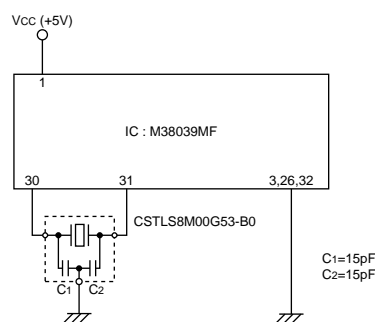 VCC (+5V)
1
IC : M38039MF
30 31 3,26,32
CSTLS8M00G53-B0
C1 C2
C1=15pF
C2=15pF